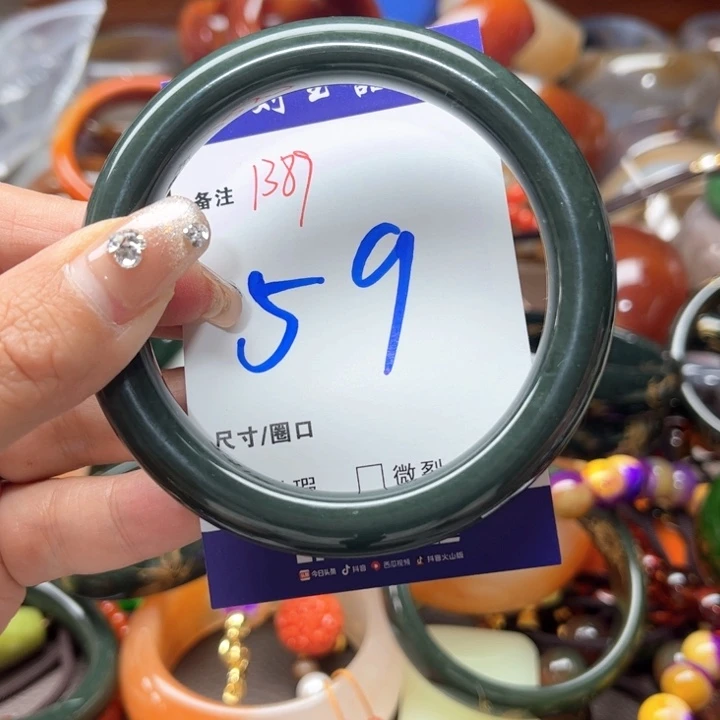 备注 1389
59
尺寸/圈口
微裂
今日头条 抖音 西瓜视频 抖音火山版